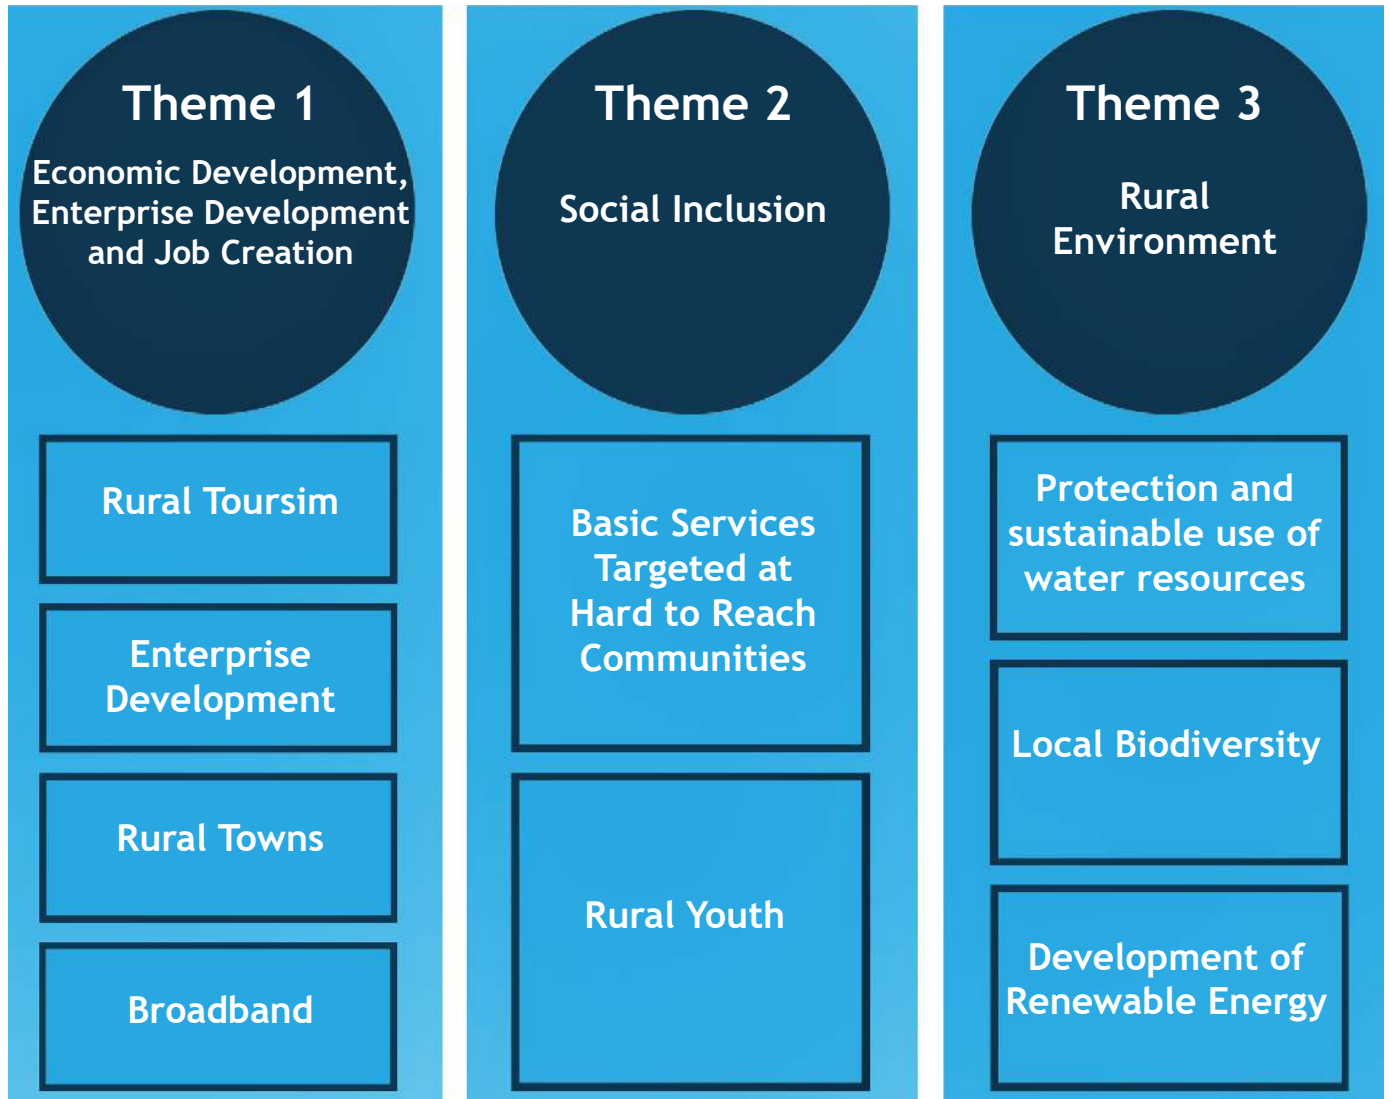 Theme 1
Economic Development,
Enterprise Development
and Job Creation
Rural Toursim
Enterprise
Development
Rural Towns
Broadband
Theme 2
Social Inclusion
Basic Services
Targeted at
Hard to Reach
Communities
Rural Youth
Theme 3
Rural
Environment
Protection and
sustainable use of
water resources
Local Biodiversity
Development of
Renewable Energy